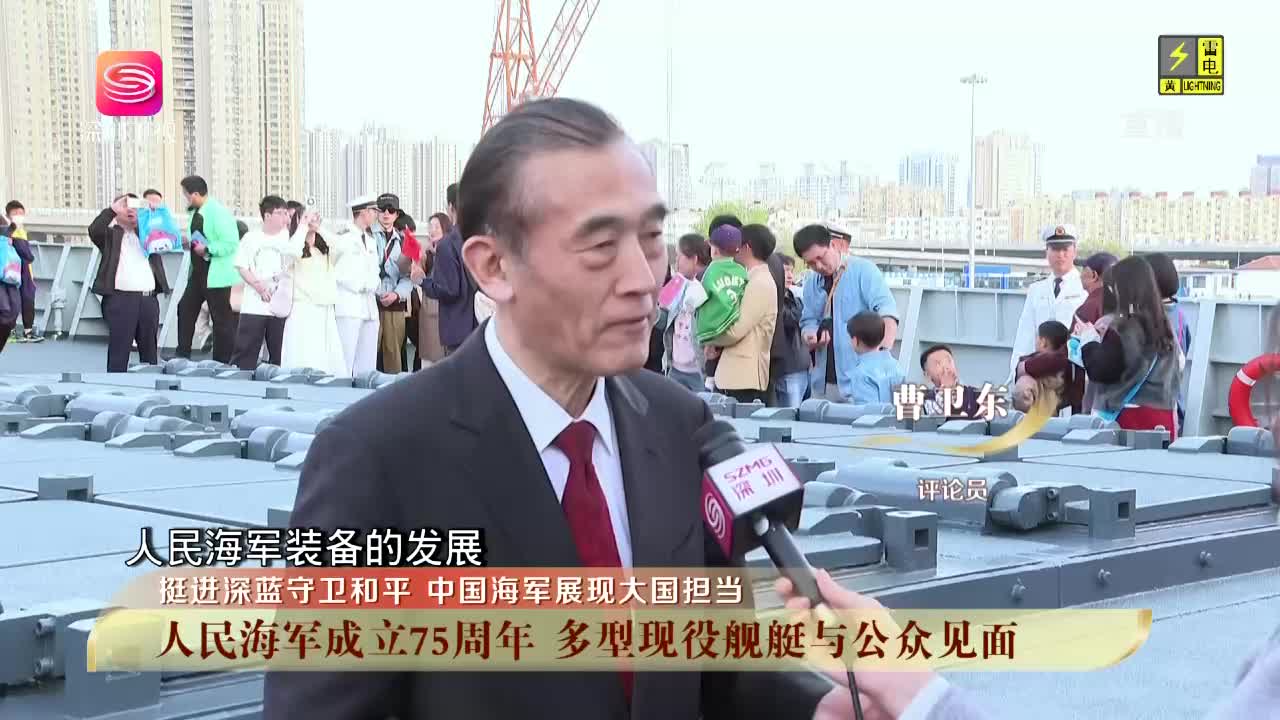 雷电
黄 LIGHTNING
曹卫东
评论员
SZMG
深圳
人民海军装备的发展
挺进深蓝守卫和平 中国海军展现大国担当
人民海军成立75周年 多型现役舰艇与公众见面